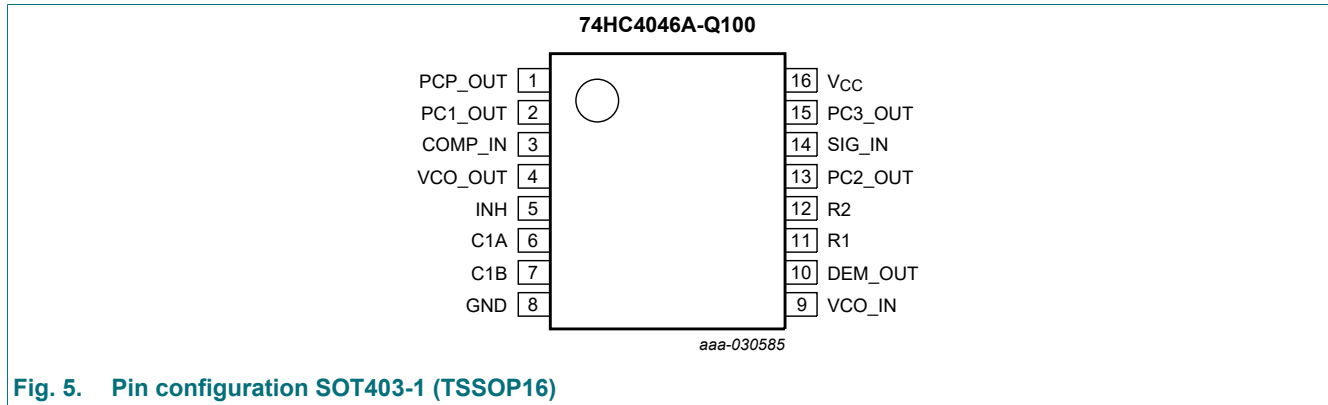 74HC4046A-Q100
PCP_OUT 1 16 VCC
PC1_OUT 2 15 PC3_OUT
COMP_IN 3 14 SIG_IN
VCO_OUT 4 13 PC2_OUT
INH 5 12 R2
C1A 6 11 R1
C1B 7 10 DEM_OUT
GND 8 9 VCO_IN
aaa-030585
Fig. 5. Pin configuration SOT403-1 (TSSOP16)